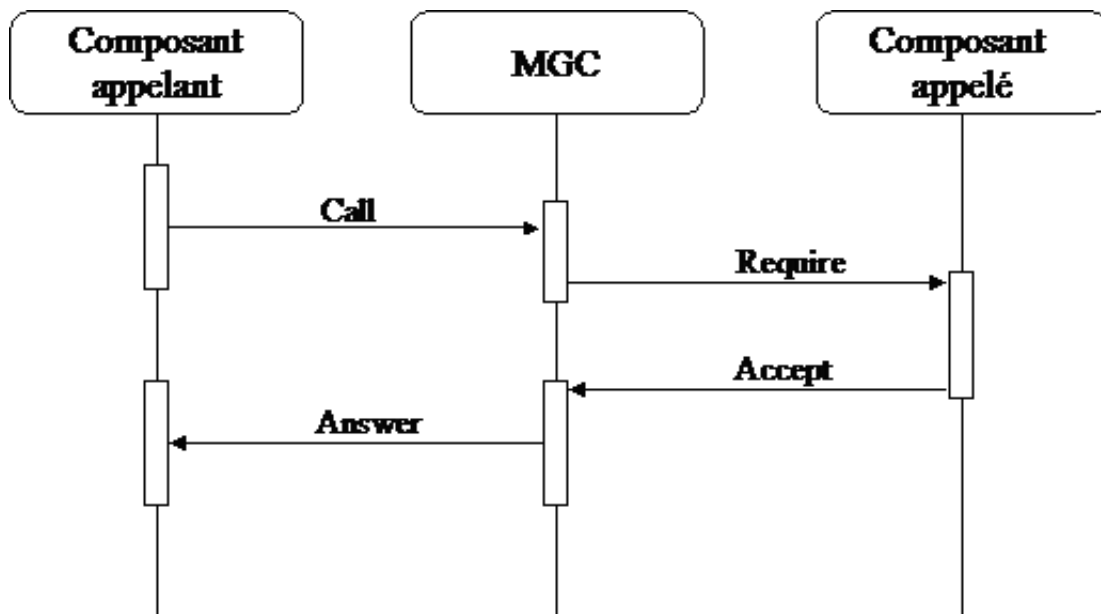 Composant
appelant
MGC
Composant
appelé
Call
Require
Accept
Answer